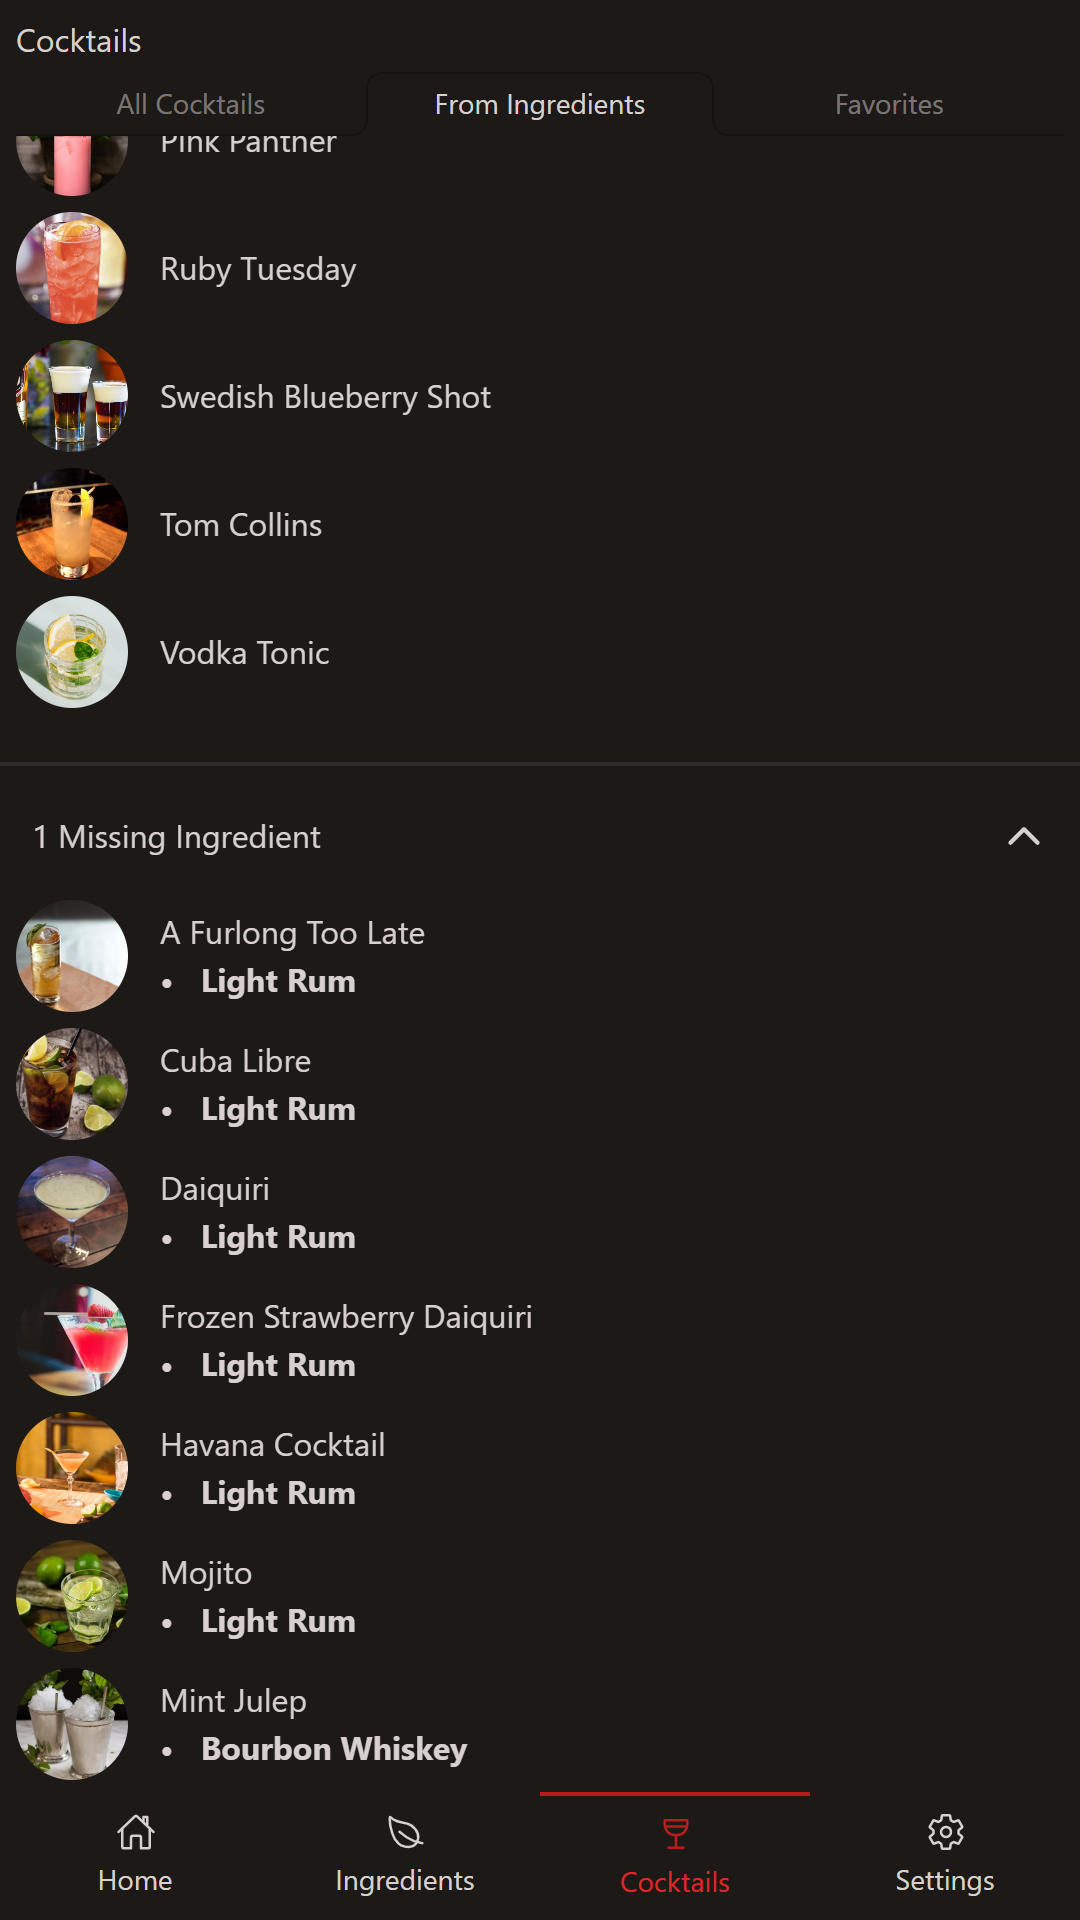 Cocktails
All Cocktails
From Ingredients
Favorites
Pink Panther
Ruby Tuesday
Swedish Blueberry Shot
Tom Collins
Vodka Tonic
1 Missing Ingredient
A Furlong Too Late
• Light Rum
Cuba Libre
• Light Rum
Daiquiri
• Light Rum
Frozen Strawberry Daiquiri
• Light Rum
Havana Cocktail
• Light Rum
Mojito
• Light Rum
Mint Julep
• Bourbon Whiskey
Home
Ingredients
Cocktails
Settings